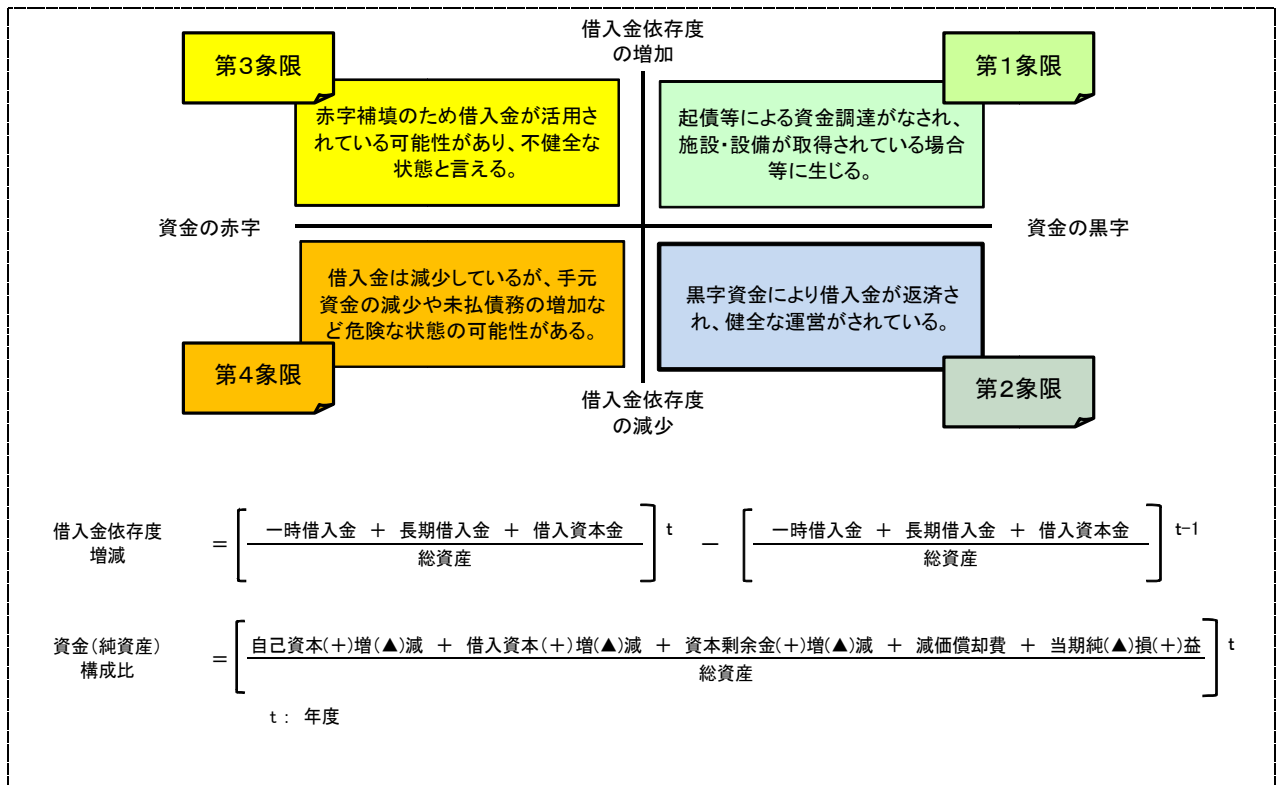 借入金依存度
の増加
第3象限
第1象限
赤字補填のため借入金が活用さ
れている可能性があり、不健全な
状態と言える。
起債等による資金調達がなされ、
施設・設備が取得されている場合
等に生じる。
資金の赤字
資金の黒字
借入金は減少しているが、手元
資金の減少や未払債務の増加な
ど危険な状態の可能性がある。
黒字資金により借入金が返済さ
れ、健全な運営がされている。
第4象限
第2象限
借入金依存度
の減少
借入金依存度
増減
= [ 一時借入金 + 長期借入金 + 借入資本金 ] t － [ 一時借入金 + 長期借入金 + 借入資本金 ] t-1
総資産 総資産
資金(純資産)
構成比
= [ 自己資本(+)増(▲)減 + 借入資本(+)増(▲)減 + 資本剰余金(+)増(▲)減 + 減価償却費 + 当期純(▲)損(+)益 ] t
総資産
t : 年度